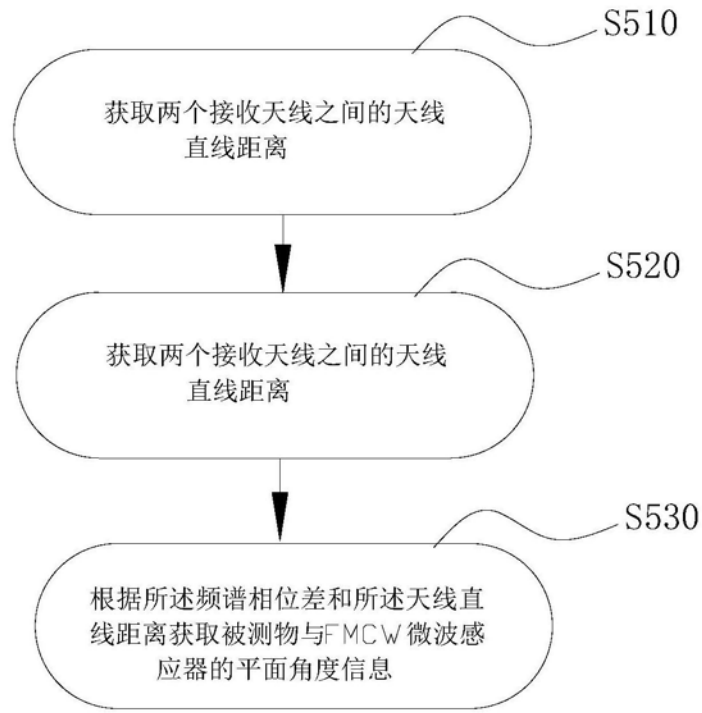 S510
获取两个接收天线之间的天线
直线距离
S520
获取两个接收天线之间的天线
直线距离
S530
根据所述频谱相位差和所述天线直
线距离获取被测物与FMCW微波感
应器的平面角度信息